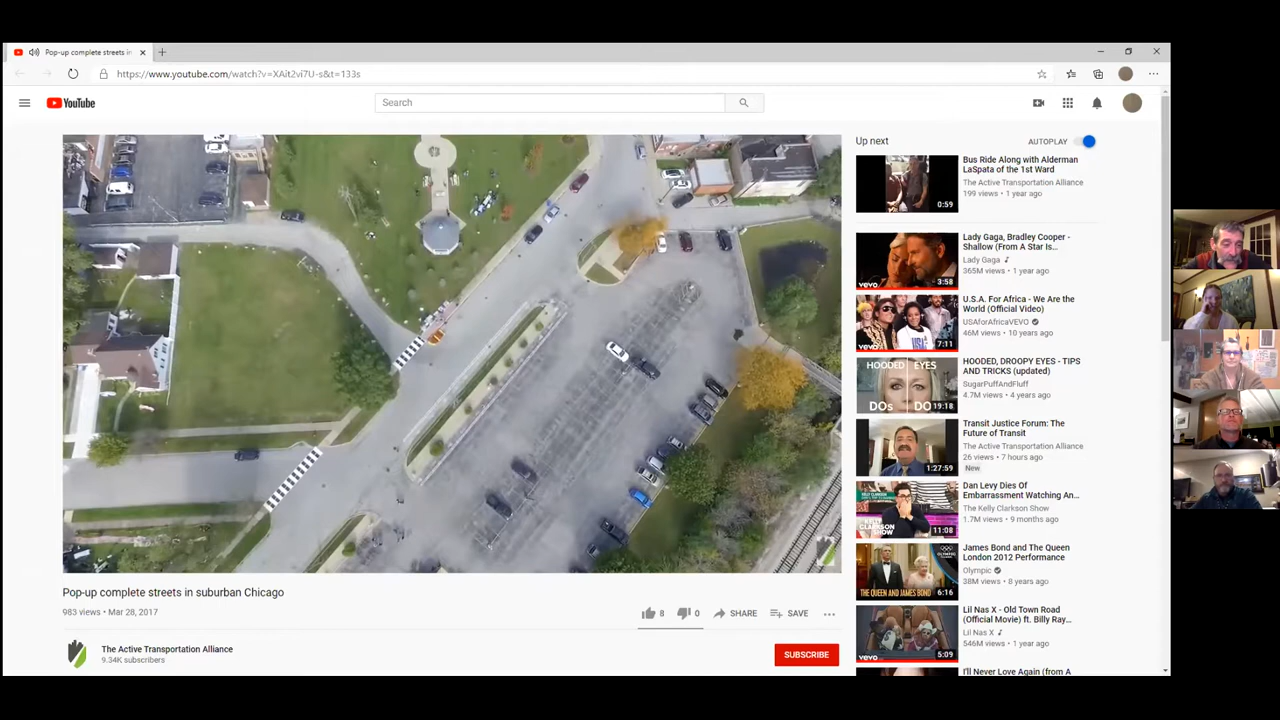 Pop-up complete streets in
https://www.youtube.com/watch?v=XAit2vi7U-s&t=133s
YouTube
Search
Up next
AUTOPLAY
Bus Ride Along with Alderman
LaSpata of the 1st Ward
The Active Transportation Alliance
199 views • 1 year ago
0:59
Lady Gaga, Bradley Cooper -
Shallow (From A Star Is...
Lady Gaga
365M views • 1 year ago
vevo
3:58
U.S.A. For Africa - We Are the
World (Official Video)
USAforAfricaVEVO
46M views • 10 years ago
vevo
7:11
HOODED, DROOPY EYES - TIPS
AND TRICKS (updated)
SugarPuffAndFluff
4.7M views • 4 years ago
HOODED EYES
DOs DO
19:18
Transit Justice Forum: The
Future of Transit
The Active Transportation Alliance
26 views • 7 hours ago
New
1:27:59
Dan Levy Dies Of
Embarrassment Watching An...
The Kelly Clarkson Show
1.7M views • 9 months ago
11:08
James Bond and The Queen
London 2012 Performance
Olympic
38M views • 8 years ago
THE QUEEN AND JAMES BOND
6:16
Lil Nas X - Old Town Road
(Official Movie) ft. Billy Ray...
Lil Nas X
546M views • 1 year ago
vevo
5:09
I'll Never Love Again (from A
Pop-up complete streets in suburban Chicago
983 views • Mar 28, 2017
8
0
SHARE
SAVE
The Active Transportation Alliance
9.34K subscribers
SUBSCRIBE